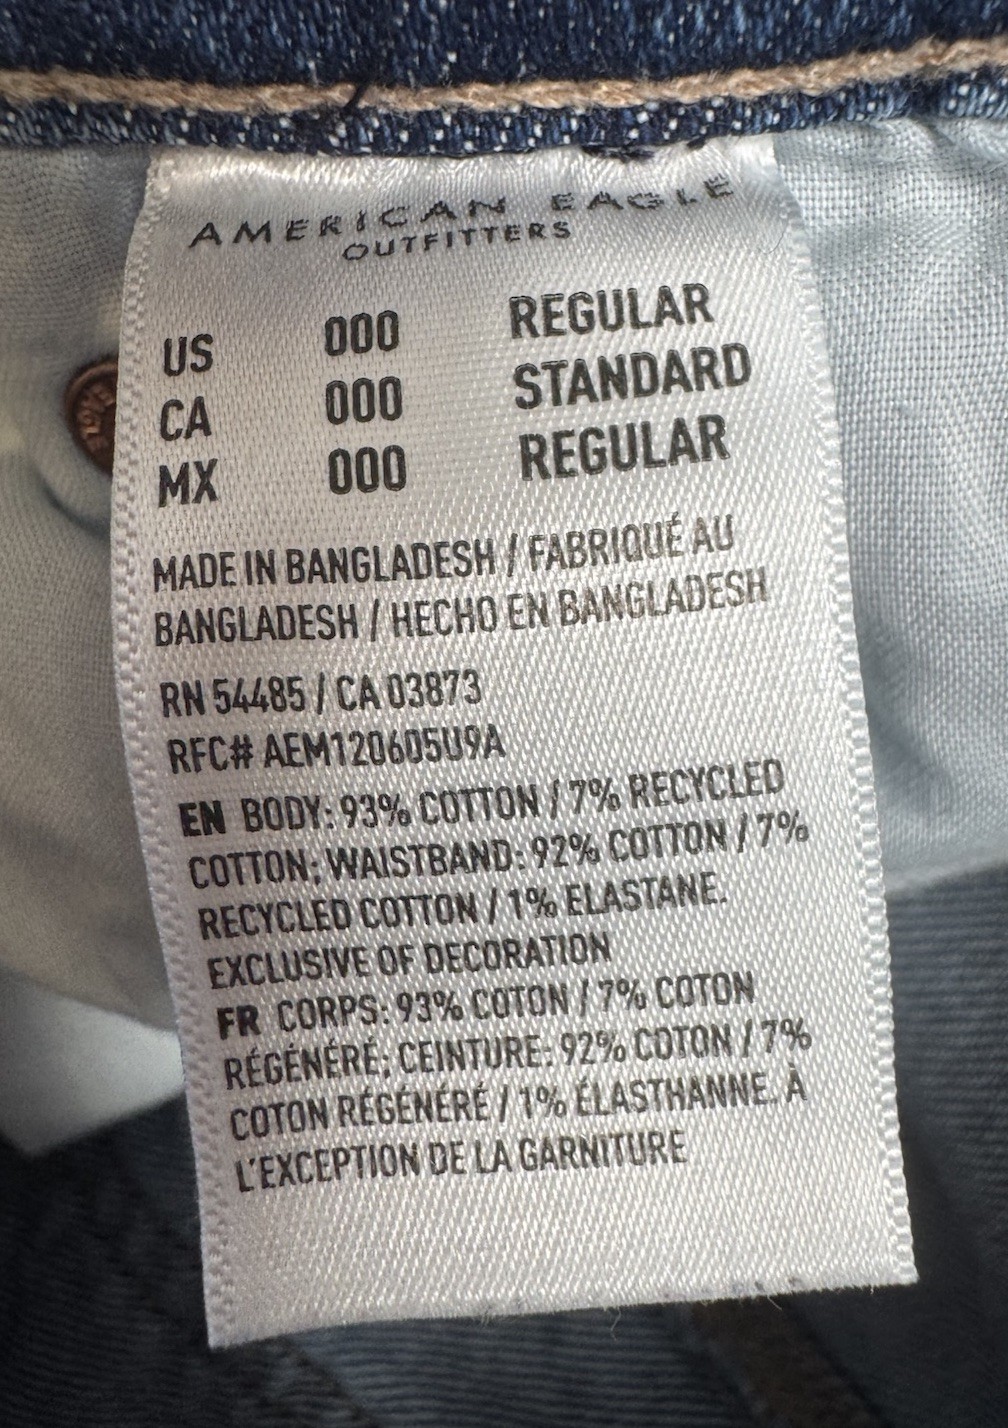 AMERICAN EAGLE
OUTFITTERS
US 000 REGULAR
CA 000 STANDARD
MX 000 REGULAR
MADE IN BANGLADESH / FABRIQUÉ AU
BANGLADESH / HECHO EN BANGLADESH
RN 54485 / CA 03873
RFC# AEM120605U9A
EN BODY: 93% COTTON / 7% RECYCLED
COTTON; WAISTBAND: 92% COTTON / 7%
RECYCLED COTTON / 1% ELASTANE.
EXCLUSIVE OF DECORATION
FR CORPS: 93% COTON / 7% COTON
RÉGÉNÉRÉ; CEINTURE: 92% COTON / 7%
COTON RÉGÉNÉRÉ / 1% ÉLASTHANNE. À
L'EXCEPTION DE LA GARNITURE